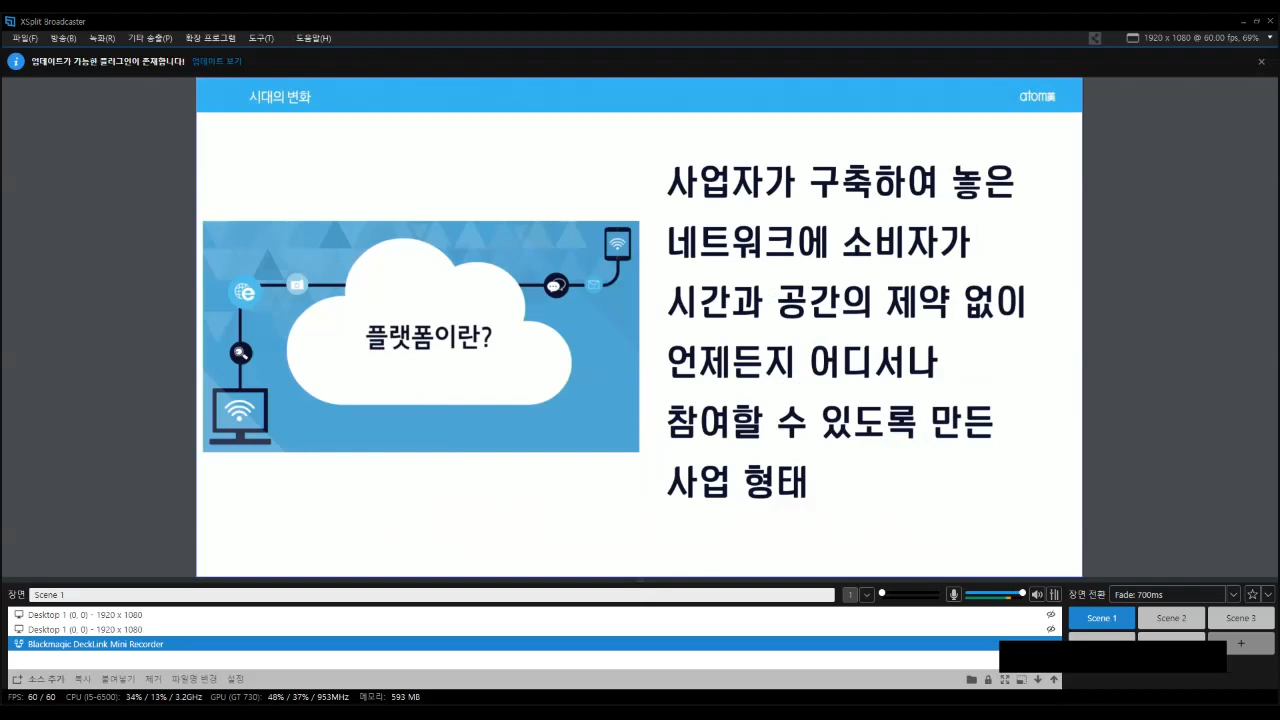 XSplit Broadcaster
파일(F) 방송(B) 녹화(R) 기타 송출(P) 확장 프로그램 도구(T) 도움말(H)
1920 x 1080 @ 60.00 fps, 69%
업데이트가 가능한 플러그인이 존재합니다! 업데이트 보기
시대의 변화
atom美
사업자가 구축하여 놓은
네트워크에 소비자가
시간과 공간의 제약 없이
언제든지 어디서나
참여할 수 있도록 만든
사업 형태
플랫폼이란?
장면 Scene 1
1
장면 전환 Fade: 700ms
Desktop 1 (0, 0) - 1920 x 1080
Desktop 1 (0, 0) - 1920 x 1080
Blackmagic DeckLink Mini Recorder
Scene 1 Scene 2 Scene 3
소스 추가 복사 붙여넣기 제거 파일명 변경 설정
FPS: 60 / 60 CPU (I5-6500): 34% / 13% / 3.2GHz GPU (GT 730): 48% / 37% / 953MHz 메모리: 593 MB